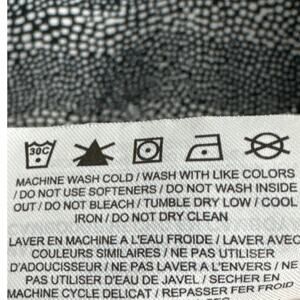 30C
MACHINE WASH COLD / WASH WITH LIKE COLORS
/ DO NOT USE SOFTENERS / DO NOT WASH INSIDE
OUT / DO NOT BLEACH / TUMBLE DRY LOW / COOL
IRON / DO NOT DRY CLEAN
LAVER EN MACHINE A L'EAU FROIDE / LAVER AVEC
COULEURS SIMILAIRES / NE PAS UTILISER
D'ADOUCISSEUR / NE PAS LAVER A L'ENVERS / NE
PAS UTILISER D'EAU DE JAVEL / SECHER EN
MACHINE CYCLE DELICAT / REPASSER FER FROID